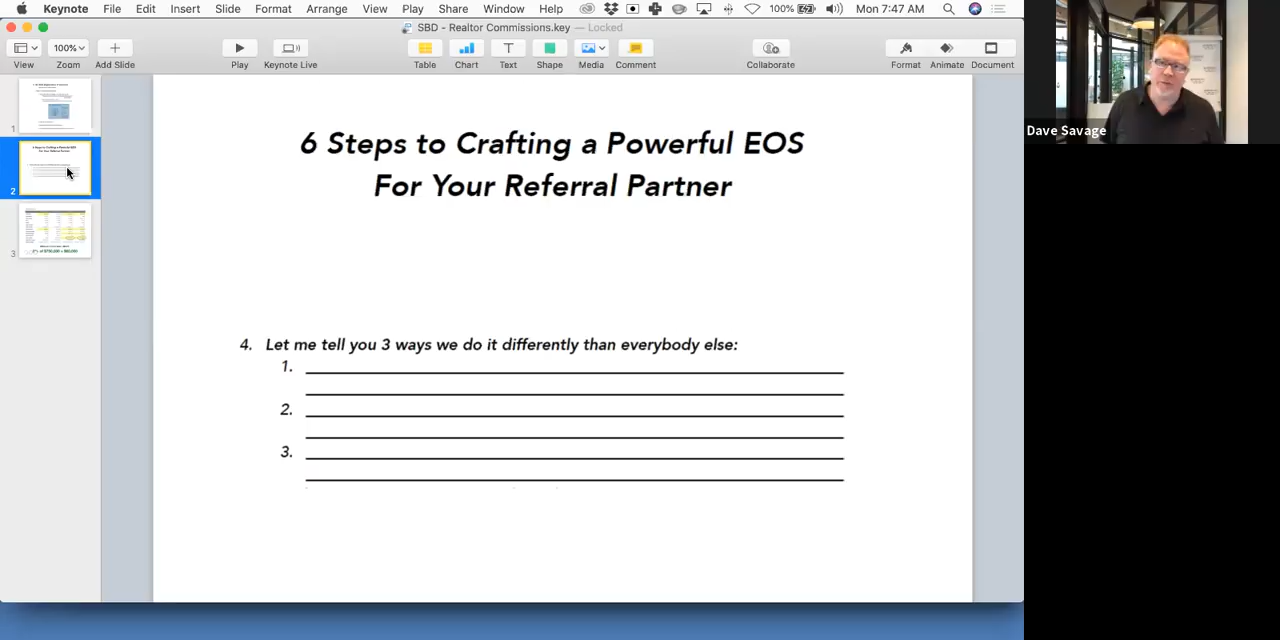 Keynote File Edit Insert Slide Format Arrange View Play Share Window Help 100% Mon 7:47 AM
SBD - Realtor Commissions.key — Locked
100%
View Zoom Add Slide Play Keynote Live Table Chart Text Shape Media Comment Collaborate Format Animate Document
1
2
3
6 Steps to Crafting a Powerful EOS
For Your Referral Partner
4. Let me tell you 3 ways we do it differently than everybody else:
1.
2.
3.
Dave Savage